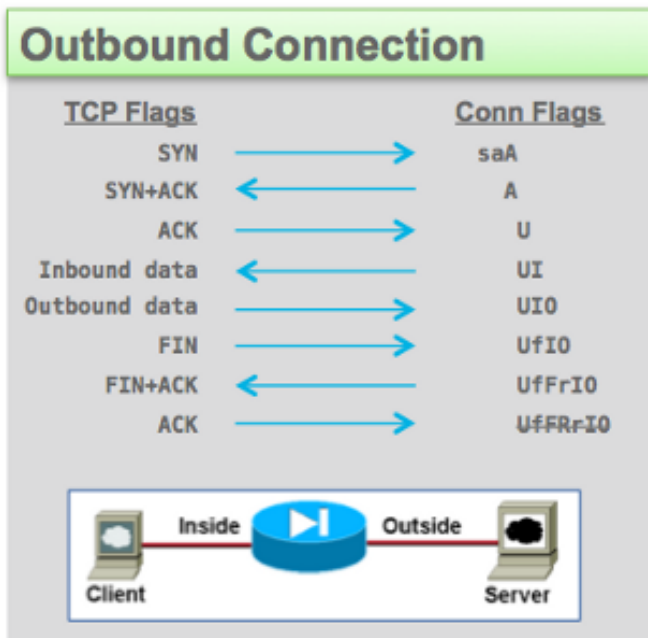 Outbound Connection
TCP Flags Conn Flags
SYN saA
SYN+ACK A
ACK U
Inbound data UI
Outbound data UIO
FIN UfIO
FIN+ACK UfFrIO
ACK UfFRrIO
Inside Outside
Client Server